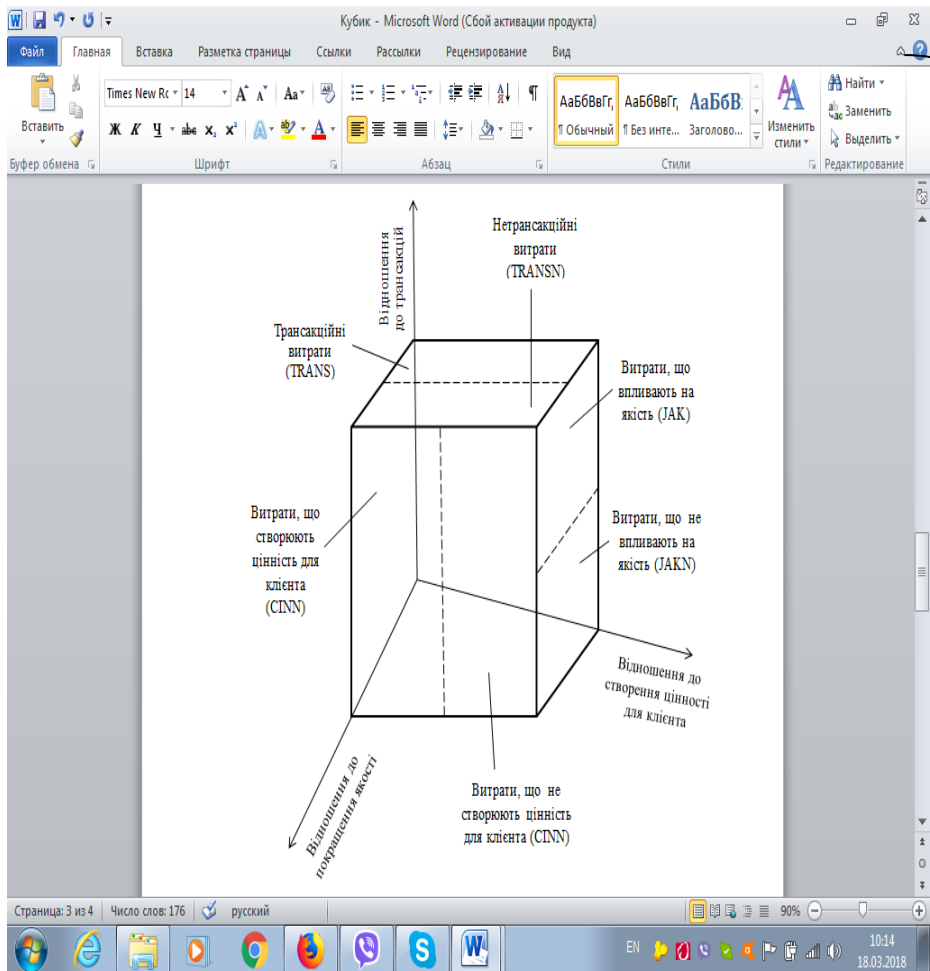 Кубик - Microsoft Word (Сбой активации продукта)
Файл Главная Вставка Разметка страницы Ссылки Рассылки Рецензирование Вид
Times New Rc 14
Вставить
Ж К Ч abc x₂ x²
АаБбВвГг, АаБбВвГг, АаБбВ
¶ Обычный ¶ Без инте... Заголово...
Изменить
стили
Найти
Заменить
Выделить
Буфер обмена Шрифт Абзац Стили Редактирование
Відношення
до трансакцій
Нетрансакційні
витрати
(TRANSN)
Трансакційні
витрати
(TRANS)
Витрати, що
впливають на
якість (JAK)
Витрати, що
створюють
цінність для
клієнта
(CINN)
Витрати, що не
впливають на
якість (JAKN)
Відношення до
створення цінності
для клієнта
Відношення до
покращення якості
Витрати, що не
створюють цінність
для клієнта (CINN)
Страница: 3 из 4 Число слов: 176 русский 90%
EN 10:14
18.03.2018